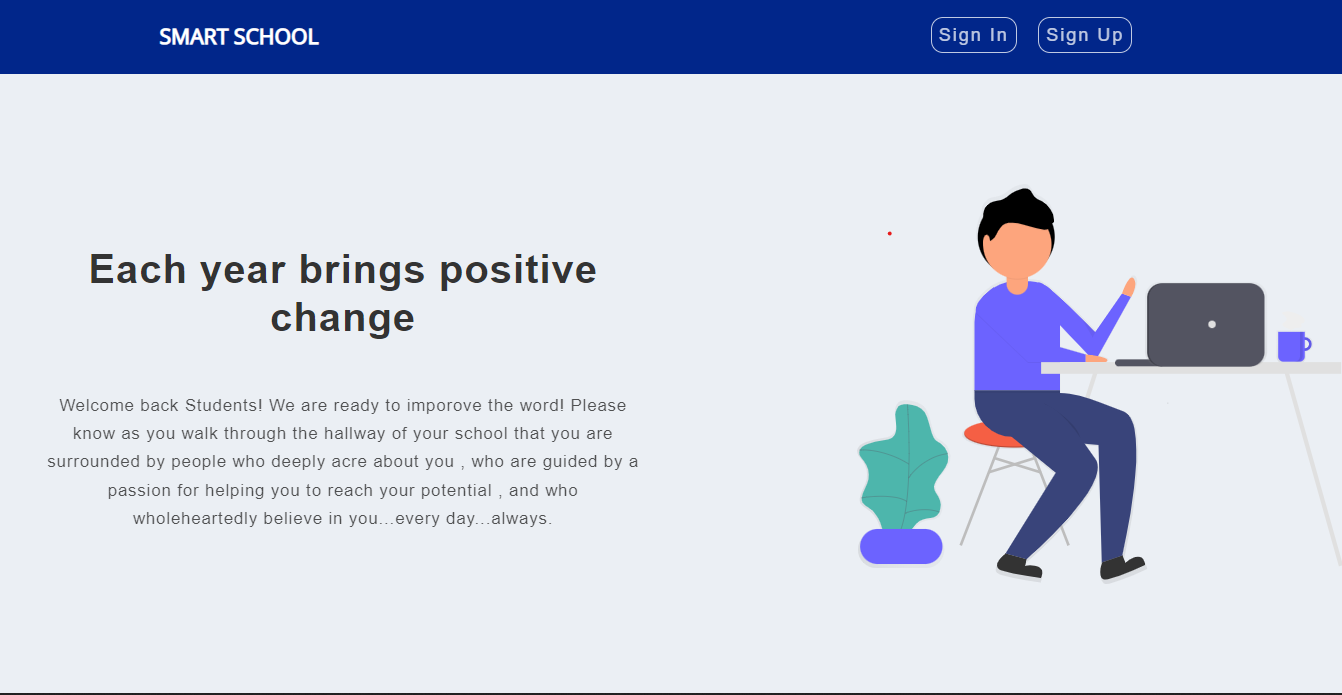 SMART SCHOOL
Sign In
Sign Up
Each year brings positive
change
Welcome back Students! We are ready to imporove the word! Please
know as you walk through the hallway of your school that you are
surrounded by people who deeply acre about you , who are guided by a
passion for helping you to reach your potential , and who
wholeheartedly believe in you...every day...always.